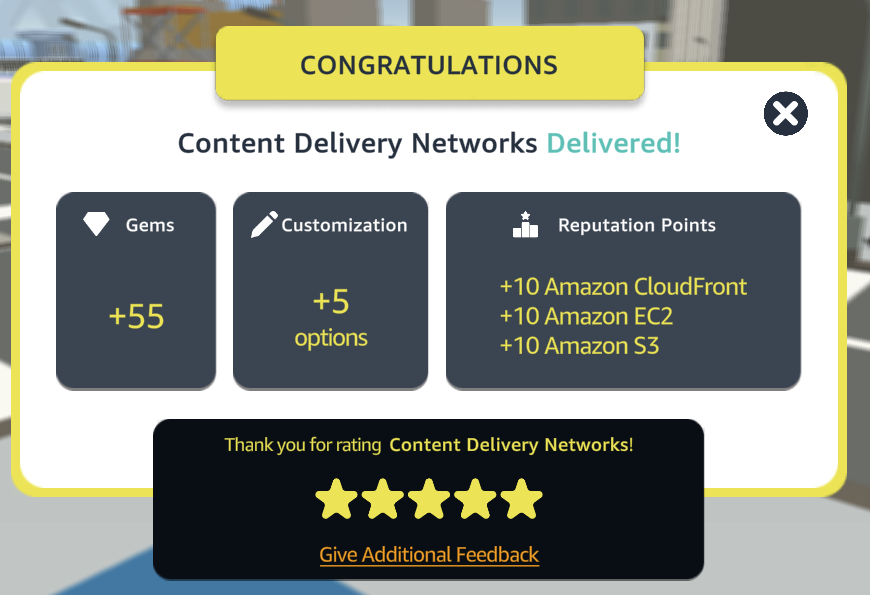 CONGRATULATIONS
Content Delivery Networks Delivered!
Gems
+55
Customization
+5
options
Reputation Points
+10 Amazon CloudFront
+10 Amazon EC2
+10 Amazon S3
Thank you for rating Content Delivery Networks!
Give Additional Feedback